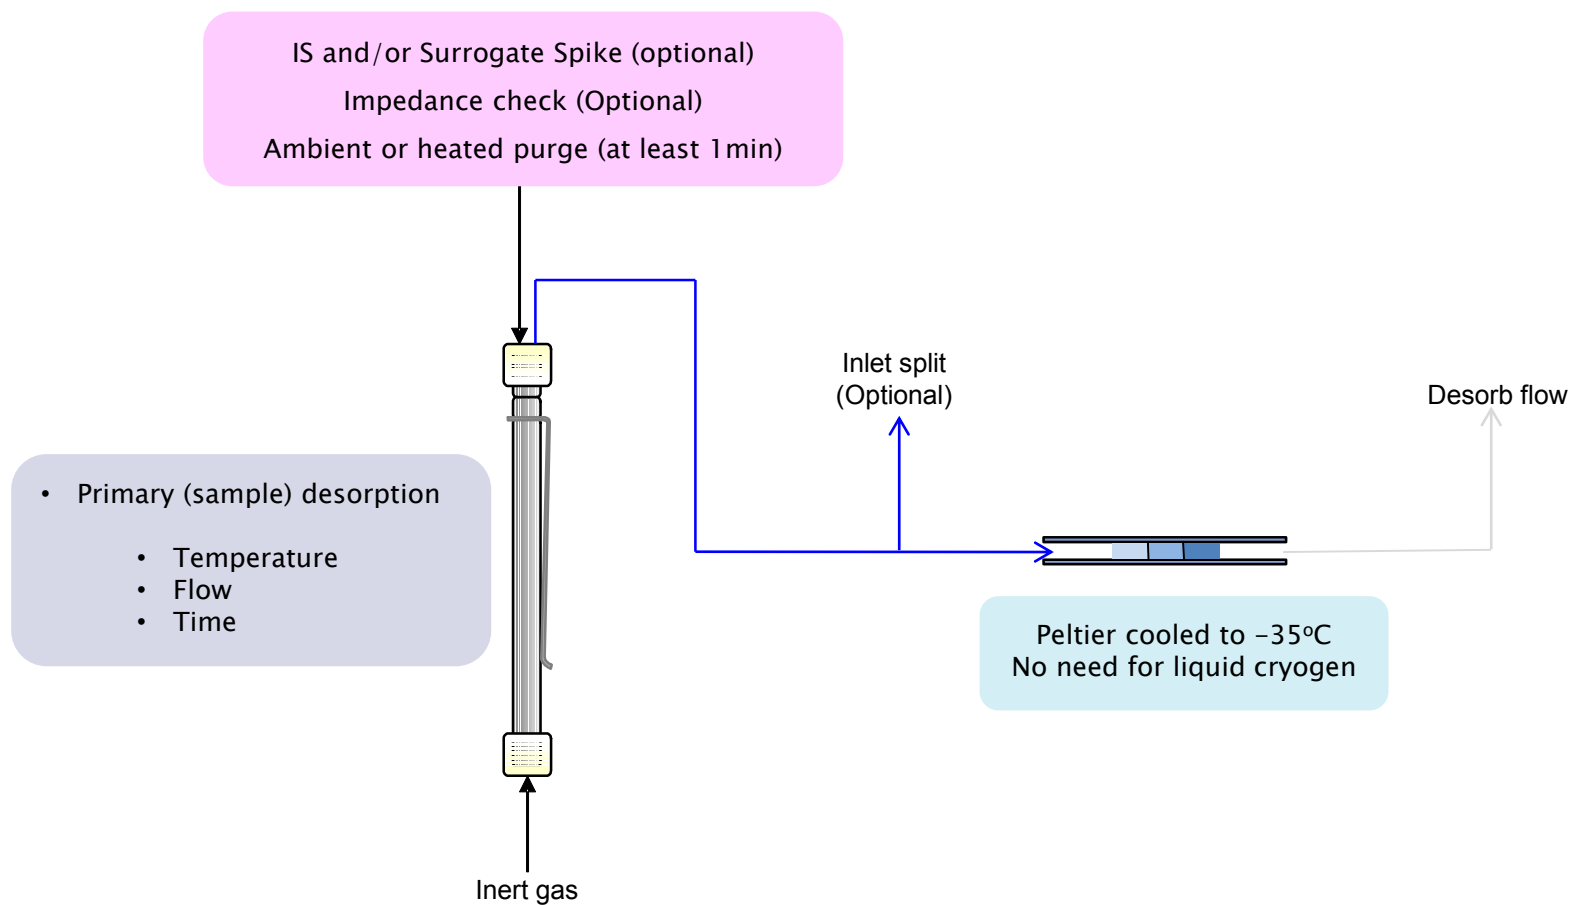 IS and/or Surrogate Spike (optional)
Impedance check (Optional)
Ambient or heated purge (at least 1min)
Inlet split
(Optional)
Desorb flow
• Primary (sample) desorption
• Temperature
• Flow
• Time
Peltier cooled to -35ºC
No need for liquid cryogen
Inert gas